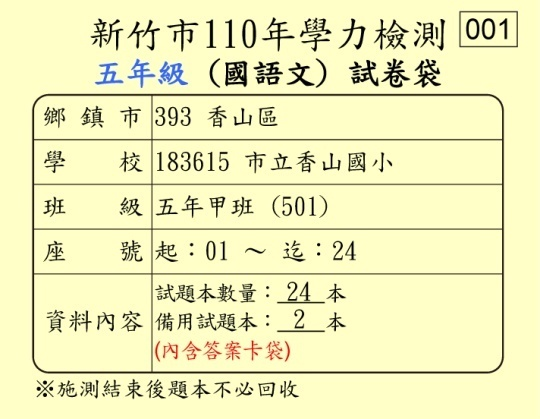 新竹市110年學力檢測 001
五年級（國語文）試卷袋
鄉鎮市 393 香山區
學校 183615 市立香山國小
班級 五年甲班 (501)
座號 起：01 ～ 迄：24
資料內容 試題本數量：24本
備用試題本：2本
(內含答案卡袋)
※施測結束後題本不必回收